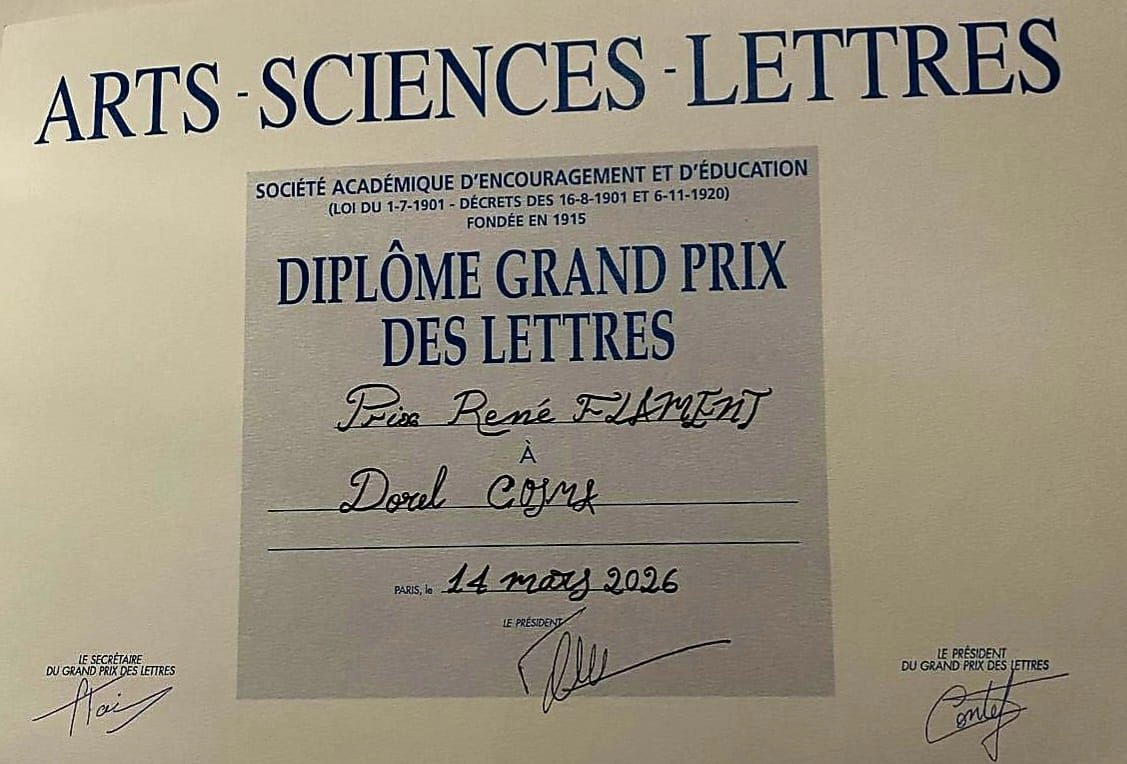 ARTS - SCIENCES - LETTRES
SOCIÉTÉ ACADÉMIQUE D'ENCOURAGEMENT ET D'ÉDUCATION
(LOI DU 1-7-1901 - DÉCRETS DES 16-8-1901 ET 6-11-1920)
FONDÉE EN 1915
DIPLÔME GRAND PRIX
DES LETTRES
Prix René FLAMENT
À
Dorel COSMA
PARIS, le 14 mars 2026
LE PRÉSIDENT
LE SECRÉTAIRE
DU GRAND PRIX DES LETTRES
LE PRÉSIDENT
DU GRAND PRIX DES LETTRES